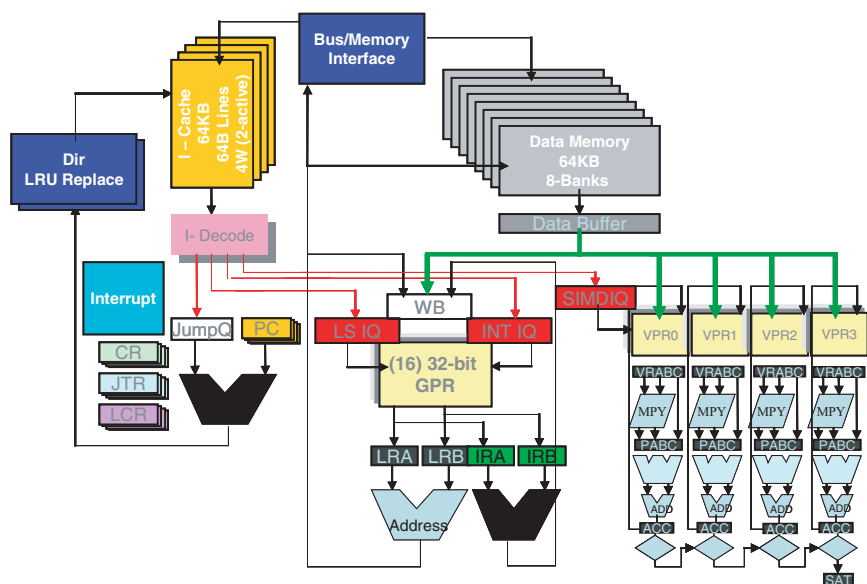 Bus/Memory
Interface
I – Cache
64KB
64B Lines
4W (2-active)
Dir
LRU Replace
Data Memory
64KB
8-Banks
Data Buffer
I- Decode
Interrupt
JumpQ
PC
CR
JTR
LCR
WB
LS IQ
INT IQ
(16) 32-bit
GPR
LRA
LRB
IRA
IRB
Address
SIMDIQ
VPR0
VPR1
VPR2
VPR3
VRABC
VRABC
VRABC
VRABC
MPY
MPY
MPY
MPY
PABC
PABC
PABC
PABC
ADD
ADD
ADD
ADD
ACC
ACC
ACC
ACC
SAT